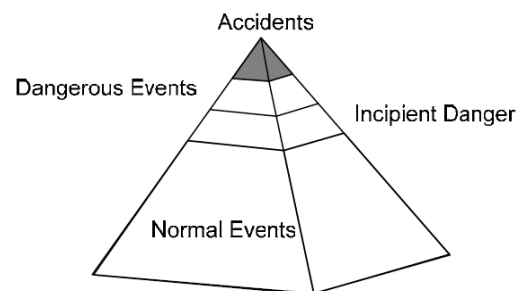 Accidents
Dangerous Events
Incipient Danger
Normal Events